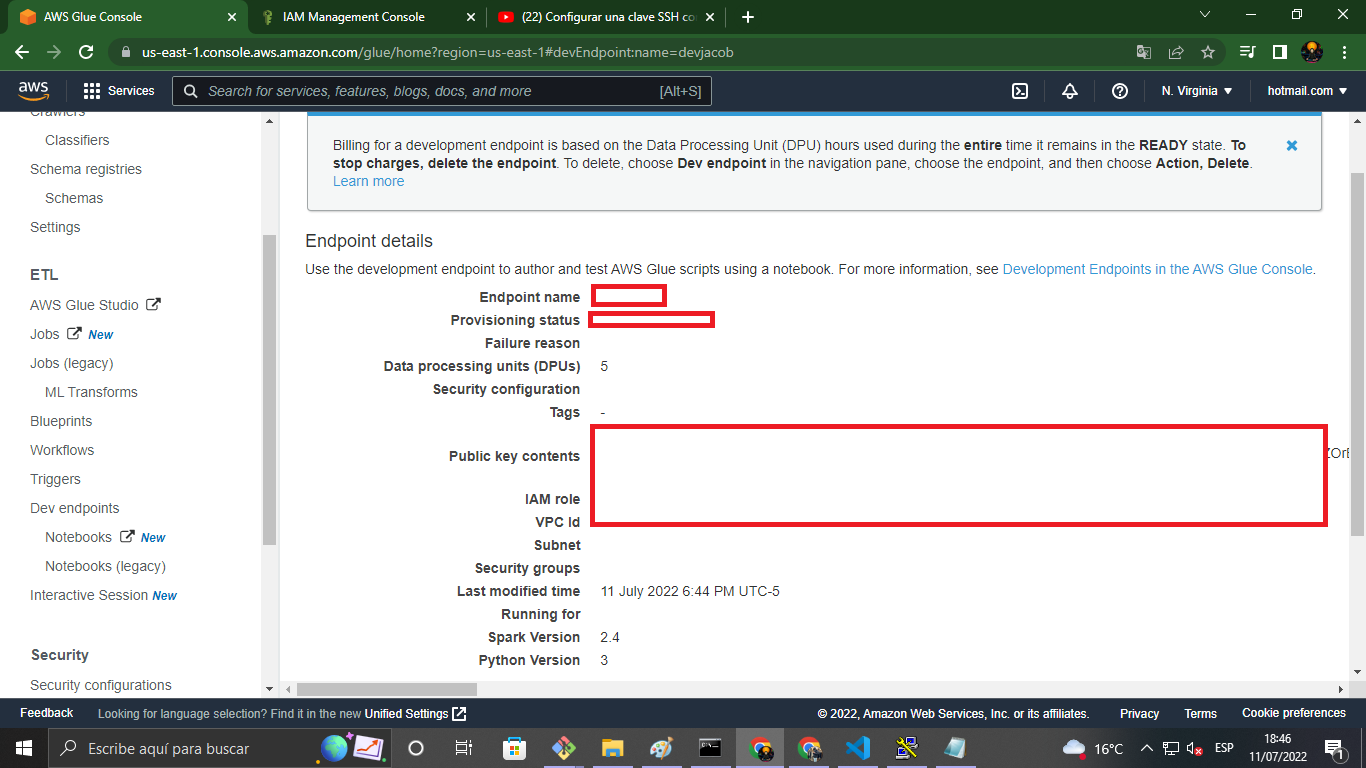 AWS Glue Console
IAM Management Console
(22) Configurar una clave SSH co
us-east-1.console.aws.amazon.com/glue/home?region=us-east-1#devEndpoint:name=devjacob
aws
Services
Search for services, features, blogs, docs, and more
[Alt+S]
N. Virginia
hotmail.com
Crawlers
Classifiers
Schema registries
Schemas
Settings
ETL
AWS Glue Studio
Jobs New
Jobs (legacy)
ML Transforms
Blueprints
Workflows
Triggers
Dev endpoints
Notebooks New
Notebooks (legacy)
Interactive Session New
Security
Security configurations
Billing for a development endpoint is based on the Data Processing Unit (DPU) hours used during the entire time it remains in the READY state. To
stop charges, delete the endpoint. To delete, choose Dev endpoint in the navigation pane, choose the endpoint, and then choose Action, Delete.
Learn more
Endpoint details
Use the development endpoint to author and test AWS Glue scripts using a notebook. For more information, see Development Endpoints in the AWS Glue Console.
Endpoint name
Provisioning status
Failure reason
Data processing units (DPUs) 5
Security configuration
Tags -
Public key contents
IAM role
VPC Id
Subnet
Security groups
Last modified time 11 July 2022 6:44 PM UTC-5
Running for
Spark Version 2.4
Python Version 3
Feedback
Looking for language selection? Find it in the new Unified Settings
© 2022, Amazon Web Services, Inc. or its affiliates.
Privacy
Terms
Cookie preferences
Escribe aquí para buscar
16°C
ESP
18:46
11/07/2022
1